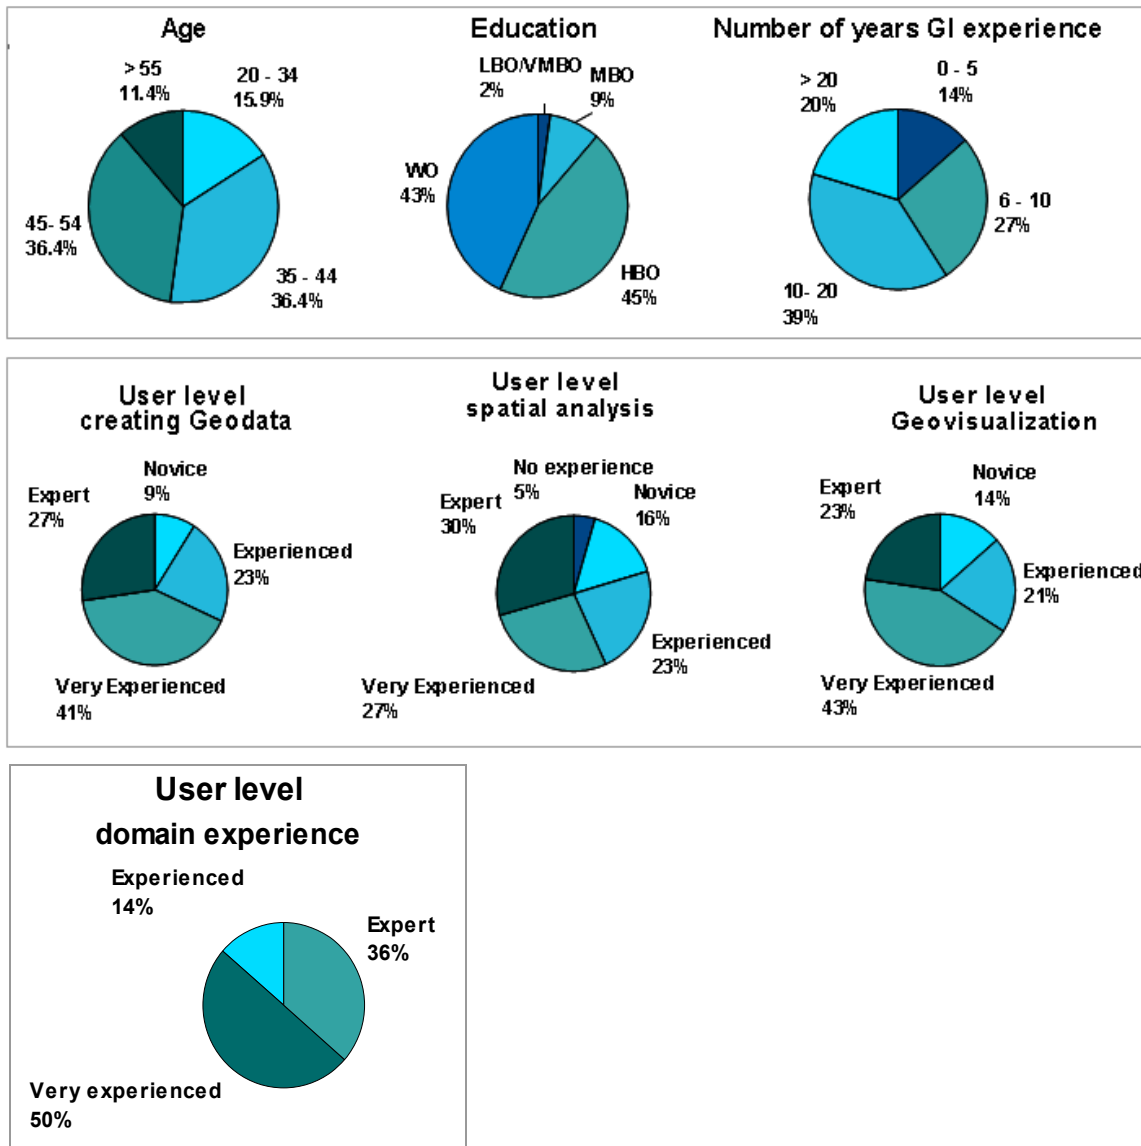 Age
> 55
11.4%
20 - 34
15.9%
45- 54
36.4%
35 - 44
36.4%
Education
LBO/VMBO
2%
MBO
9%
WO
43%
HBO
45%
Number of years GI experience
> 20
20%
0 - 5
14%
6 - 10
27%
10- 20
39%
User level
creating Geodata
Novice
9%
Expert
27%
Experienced
23%
Very Experienced
41%
User level
spatial analysis
No experience
5%
Expert
30%
Novice
16%
Experienced
23%
Very Experienced
27%
User level
Geovisualization
Expert
23%
Novice
14%
Experienced
21%
Very Experienced
43%
User level
domain experience
Experienced
14%
Expert
36%
Very experienced
50%